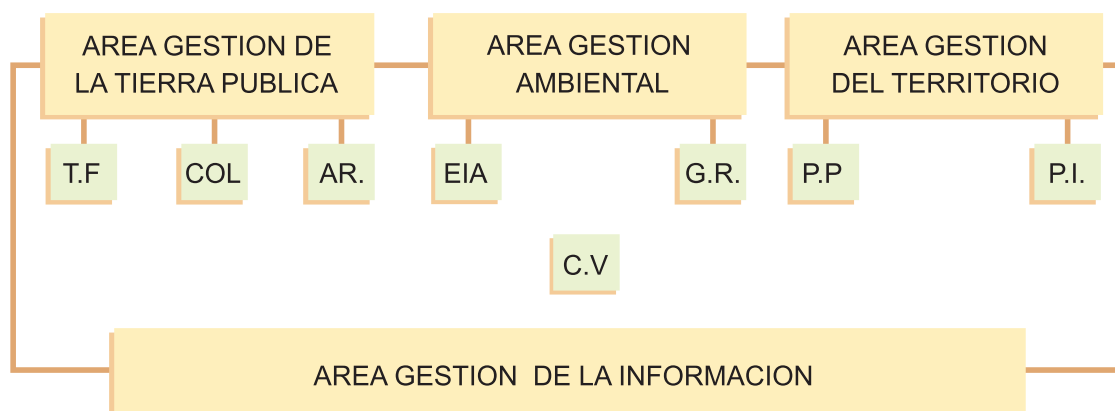 AREA GESTION DE
LA TIERRA PUBLICA
AREA GESTION
AMBIENTAL
AREA GESTION
DEL TERRITORIO
T.F
COL
AR.
EIA
G.R.
P.P
P.I.
C.V
AREA GESTION DE LA INFORMACION